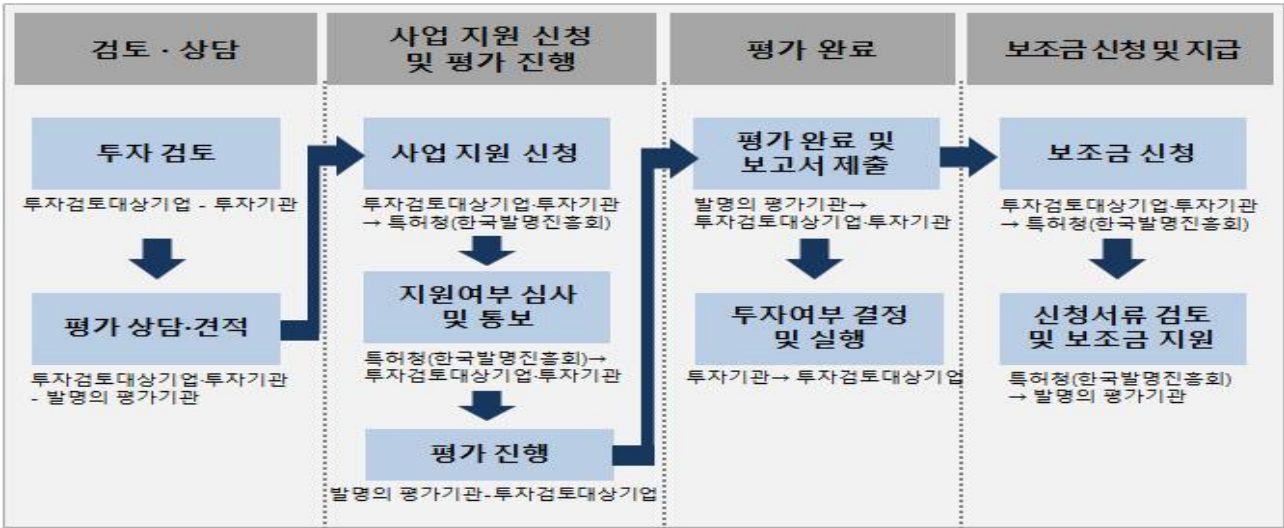 검토 · 상담
투자 검토
투자검토대상기업 - 투자기관
평가 상담·견적
투자검토대상기업·투자기관
- 발명의 평가기관
사업 지원 신청
및 평가 진행
사업 지원 신청
투자검토대상기업·투자기관
→ 특허청(한국발명진흥회)
지원여부 심사
및 통보
특허청(한국발명진흥회)→
투자검토대상기업·투자기관
평가 진행
발명의 평가기관-투자검토대상기업
평가 완료
평가 완료 및
보고서 제출
발명의 평가기관→
투자검토대상기업·투자기관
투자여부 결정
및 실행
투자기관→ 투자검토대상기업
보조금 신청 및 지급
보조금 신청
투자검토대상기업·투자기관
→ 특허청(한국발명진흥회)
신청서류 검토
및 보조금 지원
특허청(한국발명진흥회)
→ 발명의 평가기관